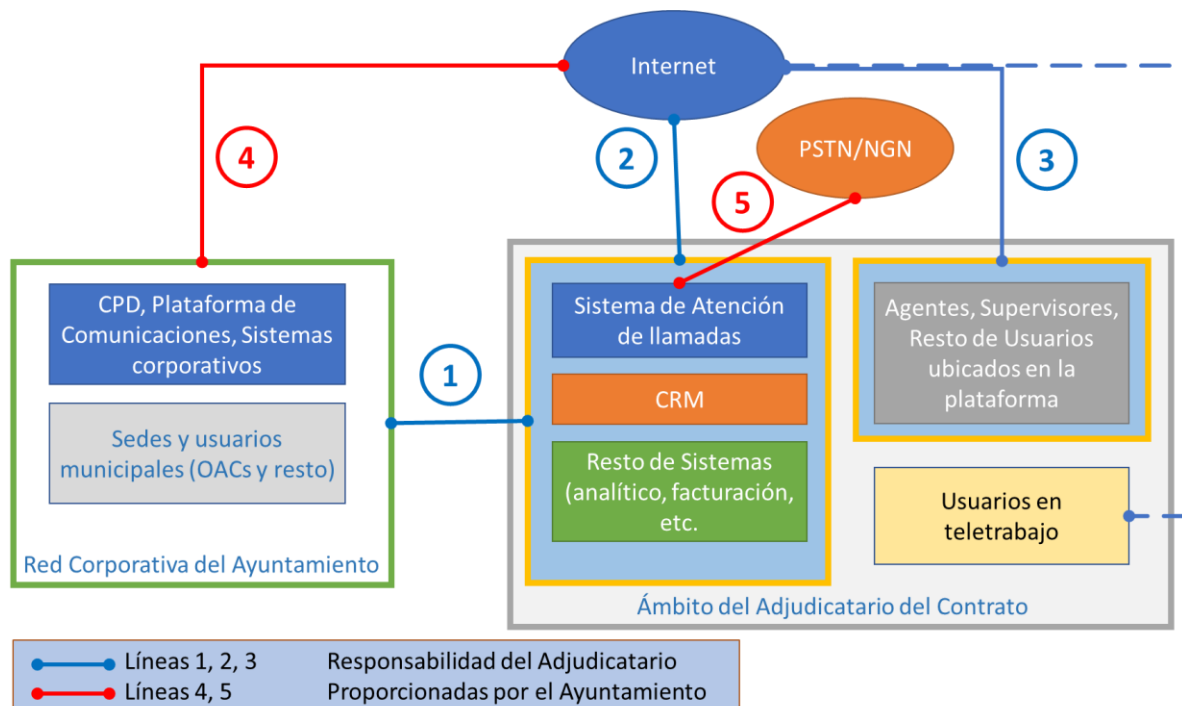 Internet
PSTN/NGN
4
2
5
3
1
CPD, Plataforma de
Comunicaciones, Sistemas
corporativos
Sedes y usuarios
municipales (OACs y resto)
Red Corporativa del Ayuntamiento
Sistema de Atención
de llamadas
CRM
Resto de Sistemas
(analítico, facturación,
etc.
Agentes, Supervisores,
Resto de Usuarios
ubicados en la
plataforma
Usuarios en
teletrabajo
Ámbito del Adjudicatario del Contrato
Líneas 1, 2, 3 Responsabilidad del Adjudicatario
Líneas 4, 5 Proporcionadas por el Ayuntamiento